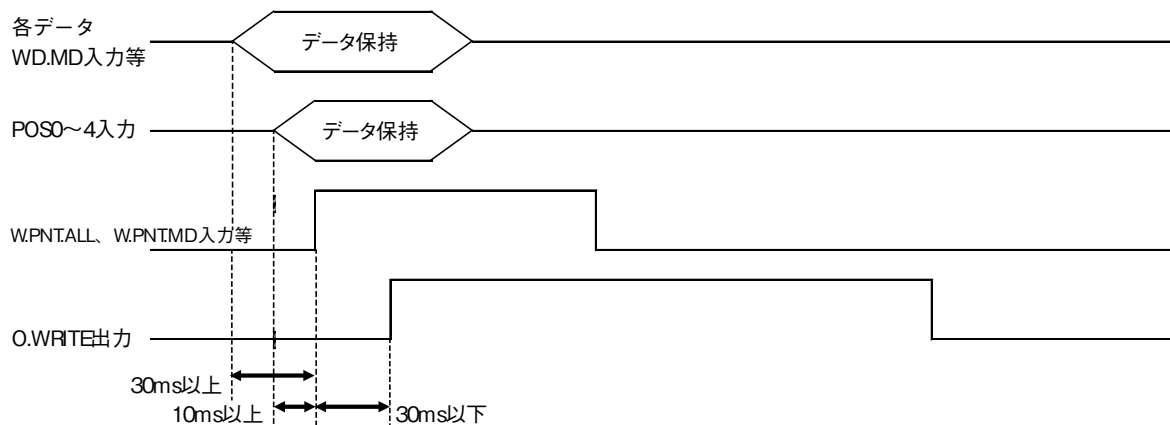 各データ
WD.MD入力等
データ保持
POS0～4入力
データ保持
W.PNT.ALL、W.PNT.MD入力等
O.WRITE出力
30ms以上
10ms以上
30ms以下